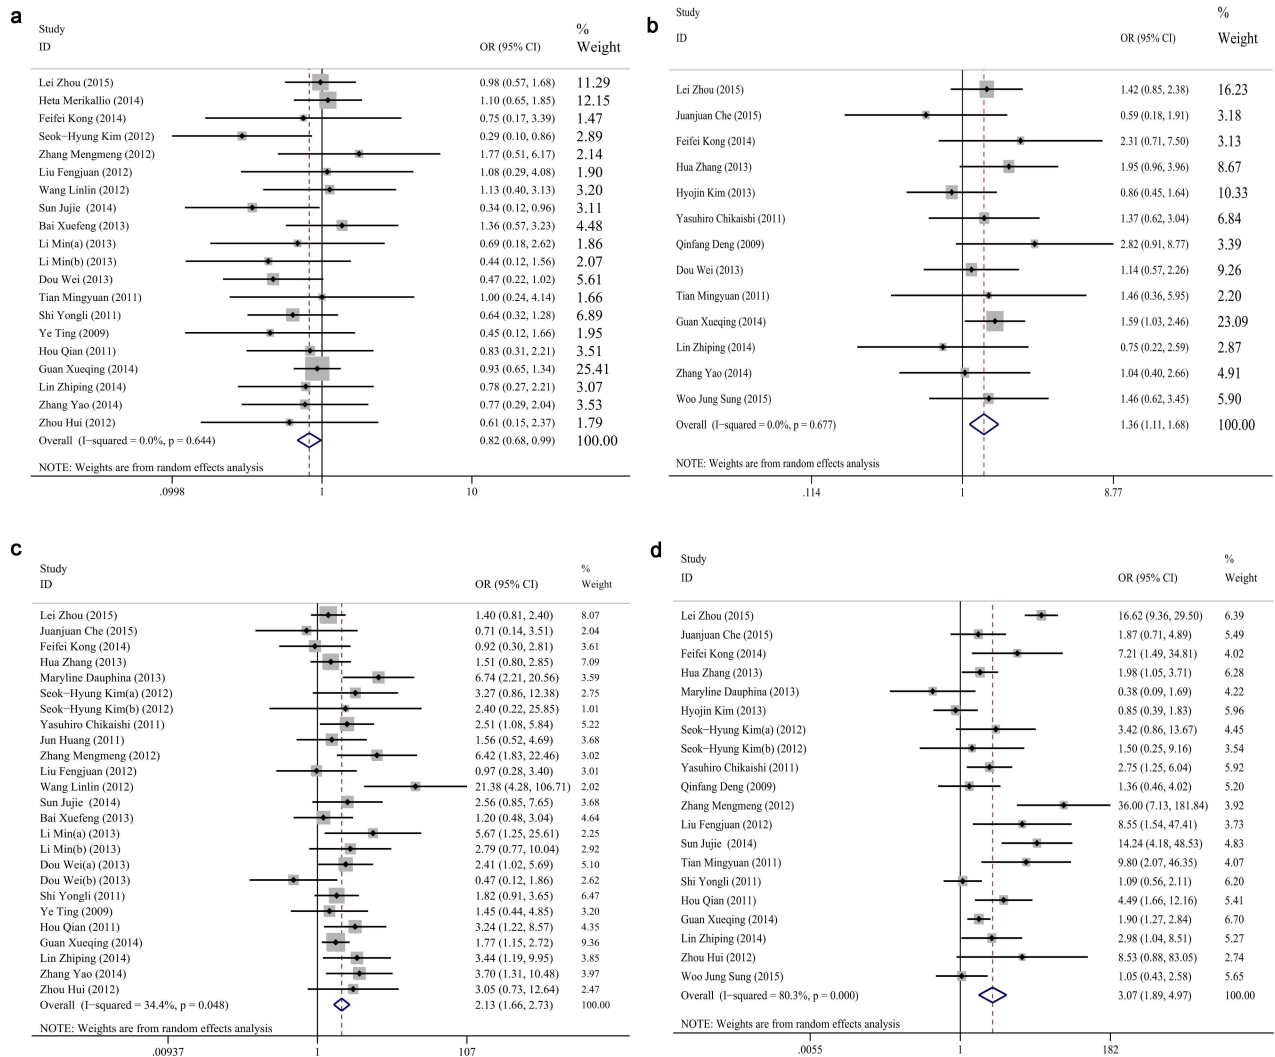 a
Study %
ID OR (95% CI) Weight
Lei Zhou (2015) 0.98 (0.57, 1.68) 11.29
Heta Merikallio (2014) 1.10 (0.65, 1.85) 12.15
Feifei Kong (2014) 0.75 (0.17, 3.39) 1.47
Seok−Hyung Kim (2012) 0.29 (0.10, 0.86) 2.89
Zhang Mengmeng (2012) 1.77 (0.51, 6.17) 2.14
Liu Fengjuan (2012) 1.08 (0.29, 4.08) 1.90
Wang Linlin (2012) 1.13 (0.40, 3.13) 3.20
Sun Jujie (2014) 0.34 (0.12, 0.96) 3.11
Bai Xuefeng (2013) 1.36 (0.57, 3.23) 4.48
Li Min(a) (2013) 0.69 (0.18, 2.62) 1.86
Li Min(b) (2013) 0.44 (0.12, 1.56) 2.07
Dou Wei (2013) 0.47 (0.22, 1.02) 5.61
Tian Mingyuan (2011) 1.00 (0.24, 4.14) 1.66
Shi Yongli (2011) 0.64 (0.32, 1.28) 6.89
Ye Ting (2009) 0.45 (0.12, 1.66) 1.95
Hou Qian (2011) 0.83 (0.31, 2.21) 3.51
Guan Xueqing (2014) 0.93 (0.65, 1.34) 25.41
Lin Zhiping (2014) 0.78 (0.27, 2.21) 3.07
Zhang Yao (2014) 0.77 (0.29, 2.04) 3.53
Zhou Hui (2012) 0.61 (0.15, 2.37) 1.79
Overall (I−squared = 0.0%, p = 0.644) 0.82 (0.68, 0.99) 100.00
NOTE: Weights are from random effects analysis
.0998 1 10
b
Study %
ID OR (95% CI) Weight
Lei Zhou (2015) 1.42 (0.85, 2.38) 16.23
Juanjuan Che (2015) 0.59 (0.18, 1.91) 3.18
Feifei Kong (2014) 2.31 (0.71, 7.50) 3.13
Hua Zhang (2013) 1.95 (0.96, 3.96) 8.67
Hyojin Kim (2013) 0.86 (0.45, 1.64) 10.33
Yasuhiro Chikaishi (2011) 1.37 (0.62, 3.04) 6.84
Qinfang Deng (2009) 2.82 (0.91, 8.77) 3.39
Dou Wei (2013) 1.14 (0.57, 2.26) 9.26
Tian Mingyuan (2011) 1.46 (0.36, 5.95) 2.20
Guan Xueqing (2014) 1.59 (1.03, 2.46) 23.09
Lin Zhiping (2014) 0.75 (0.22, 2.59) 2.87
Zhang Yao (2014) 1.04 (0.40, 2.66) 4.91
Woo Jung Sung (2015) 1.46 (0.62, 3.45) 5.90
Overall (I−squared = 0.0%, p = 0.677) 1.36 (1.11, 1.68) 100.00
NOTE: Weights are from random effects analysis
.114 1 8.77
c
Study %
ID OR (95% CI) Weight
Lei Zhou (2015) 1.40 (0.81, 2.40) 8.07
Juanjuan Che (2015) 0.71 (0.14, 3.51) 2.04
Feifei Kong (2014) 0.92 (0.30, 2.81) 3.61
Hua Zhang (2013) 1.51 (0.80, 2.85) 7.09
Maryline Dauphina (2013) 6.74 (2.21, 20.56) 3.59
Seok−Hyung Kim(a) (2012) 3.27 (0.86, 12.38) 2.75
Seok−Hyung Kim(b) (2012) 2.40 (0.22, 25.85) 1.01
Yasuhiro Chikaishi (2011) 2.51 (1.08, 5.84) 5.22
Jun Huang (2011) 1.56 (0.52, 4.69) 3.68
Zhang Mengmeng (2012) 6.42 (1.83, 22.46) 3.02
Liu Fengjuan (2012) 0.97 (0.28, 3.40) 3.01
Wang Linlin (2012) 21.38 (4.28, 106.71) 2.02
Sun Jujie (2014) 2.56 (0.85, 7.65) 3.68
Bai Xuefeng (2013) 1.20 (0.48, 3.04) 4.64
Li Min(a) (2013) 5.67 (1.25, 25.61) 2.25
Li Min(b) (2013) 2.79 (0.77, 10.04) 2.92
Dou Wei(a) (2013) 2.41 (1.02, 5.69) 5.10
Dou Wei(b) (2013) 0.47 (0.12, 1.86) 2.62
Shi Yongli (2011) 1.82 (0.91, 3.65) 6.47
Ye Ting (2009) 1.45 (0.44, 4.85) 3.20
Hou Qian (2011) 3.24 (1.22, 8.57) 4.35
Guan Xueqing (2014) 1.77 (1.15, 2.72) 9.36
Lin Zhiping (2014) 3.44 (1.19, 9.95) 3.85
Zhang Yao (2014) 3.70 (1.31, 10.48) 3.97
Zhou Hui (2012) 3.05 (0.73, 12.64) 2.47
Overall (I−squared = 34.4%, p = 0.048) 2.13 (1.66, 2.73) 100.00
NOTE: Weights are from random effects analysis
.00937 1 107
d
Study %
ID OR (95% CI) Weight
Lei Zhou (2015) 16.62 (9.36, 29.50) 6.39
Juanjuan Che (2015) 1.87 (0.71, 4.89) 5.49
Feifei Kong (2014) 7.21 (1.49, 34.81) 4.02
Hua Zhang (2013) 1.98 (1.05, 3.71) 6.28
Maryline Dauphina (2013) 0.38 (0.09, 1.69) 4.22
Hyojin Kim (2013) 0.85 (0.39, 1.83) 5.96
Seok−Hyung Kim(a) (2012) 3.42 (0.86, 13.67) 4.45
Seok−Hyung Kim(b) (2012) 1.50 (0.25, 9.16) 3.54
Yasuhiro Chikaishi (2011) 2.75 (1.25, 6.04) 5.92
Qinfang Deng (2009) 1.36 (0.46, 4.02) 5.20
Zhang Mengmeng (2012) 36.00 (7.13, 181.84) 3.92
Liu Fengjuan (2012) 8.55 (1.54, 47.41) 3.73
Sun Jujie (2014) 14.24 (4.18, 48.53) 4.83
Tian Mingyuan (2011) 9.80 (2.07, 46.35) 4.07
Shi Yongli (2011) 1.09 (0.56, 2.11) 6.20
Hou Qian (2011) 4.49 (1.66, 12.16) 5.41
Guan Xueqing (2014) 1.90 (1.27, 2.84) 6.70
Lin Zhiping (2014) 2.98 (1.04, 8.51) 5.27
Zhou Hui (2012) 8.53 (0.88, 83.05) 2.74
Woo Jung Sung (2015) 1.05 (0.43, 2.58) 5.65
Overall (I−squared = 80.3%, p = 0.000) 3.07 (1.89, 4.97) 100.00
NOTE: Weights are from random effects analysis
.0055 1 182